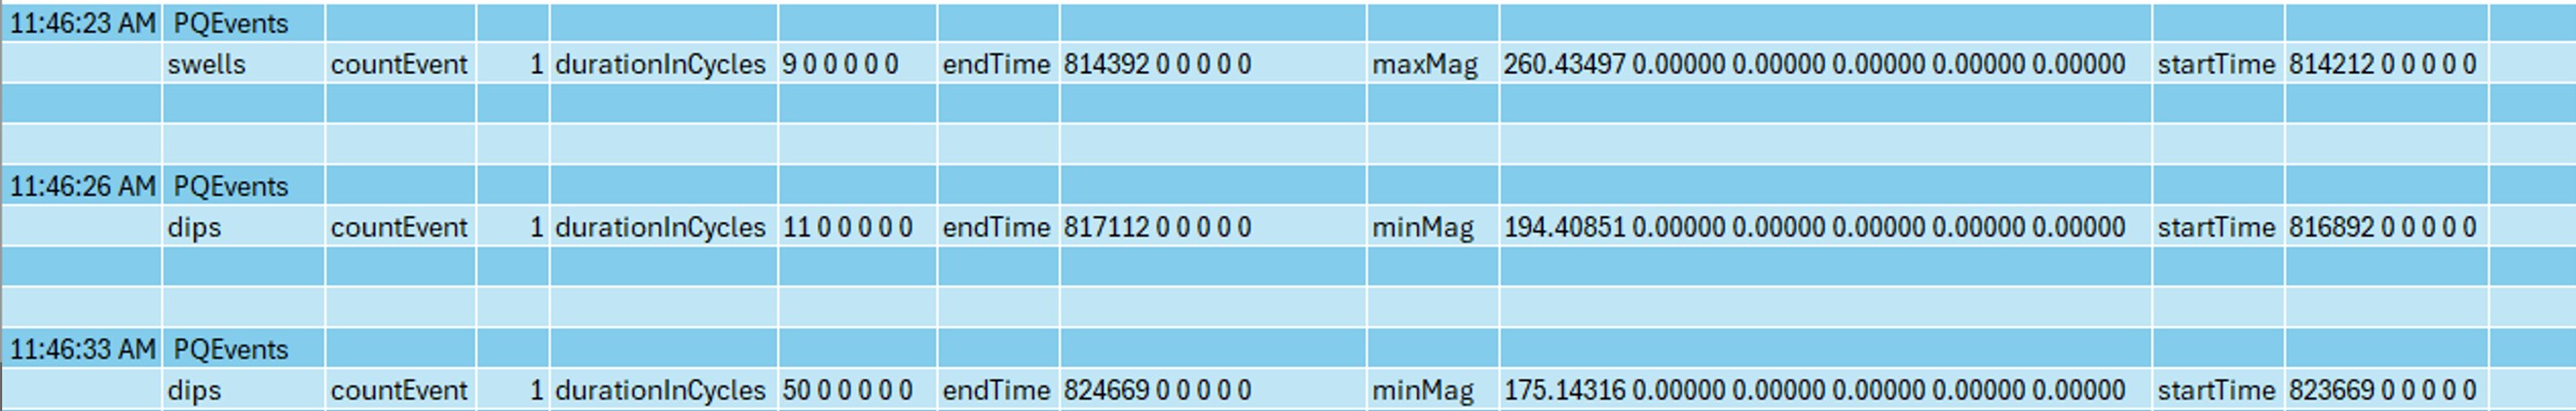 11:46:23 AM PQEvents
swells countEvent 1 durationInCycles 9 0 0 0 0 0 endTime 814392 0 0 0 0 0 maxMag 260.43497 0.00000 0.00000 0.00000 0.00000 0.00000 startTime 814212 0 0 0 0 0
11:46:26 AM PQEvents
dips countEvent 1 durationInCycles 11 0 0 0 0 0 endTime 817112 0 0 0 0 0 minMag 194.40851 0.00000 0.00000 0.00000 0.00000 0.00000 startTime 816892 0 0 0 0 0
11:46:33 AM PQEvents
dips countEvent 1 durationInCycles 50 0 0 0 0 0 endTime 824669 0 0 0 0 0 minMag 175.14316 0.00000 0.00000 0.00000 0.00000 0.00000 startTime 823669 0 0 0 0 0